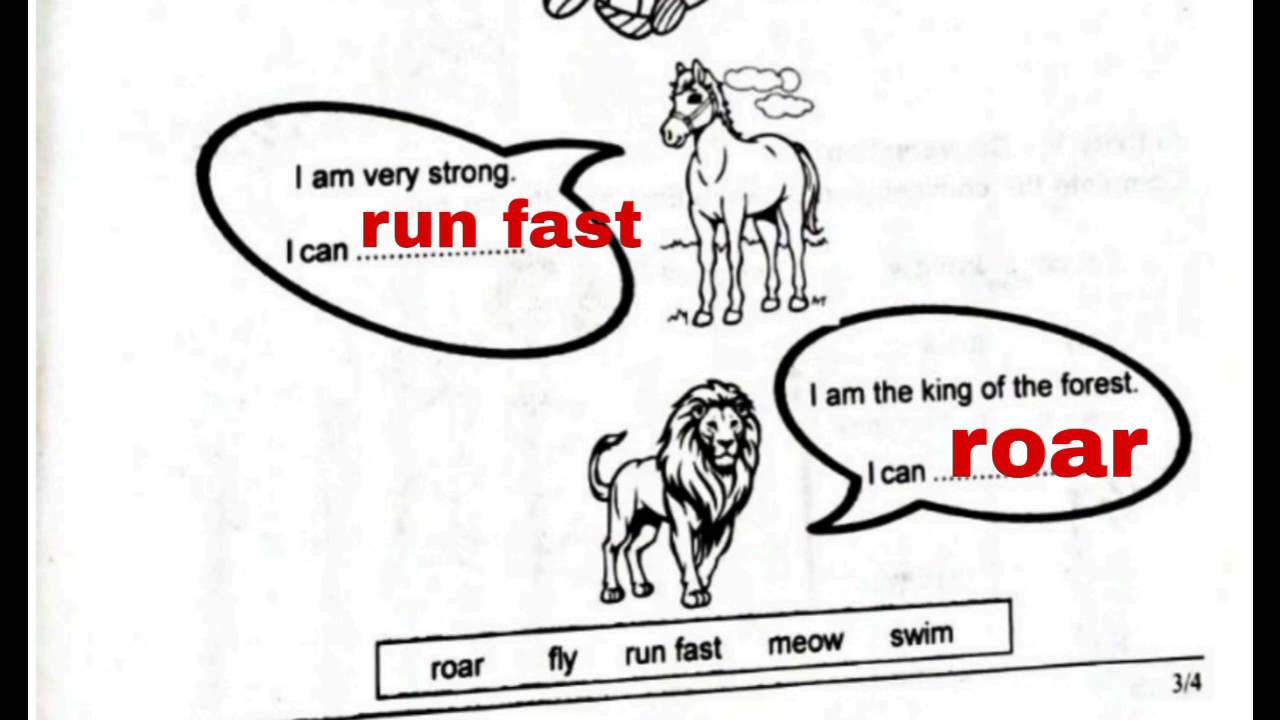 I am very strong.
I can .................... run fast
I am the king of the forest.
I can .................... roar
roar fly run fast meow swim
3/4